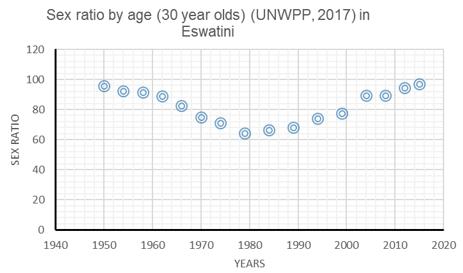 Sex ratio by age (30 year olds) (UNWPP, 2017) in
Eswatini
120
100
80
60
40
20
0
SEX RATIO
1940 1950 1960 1970 1980 1990 2000 2010 2020
YEARS